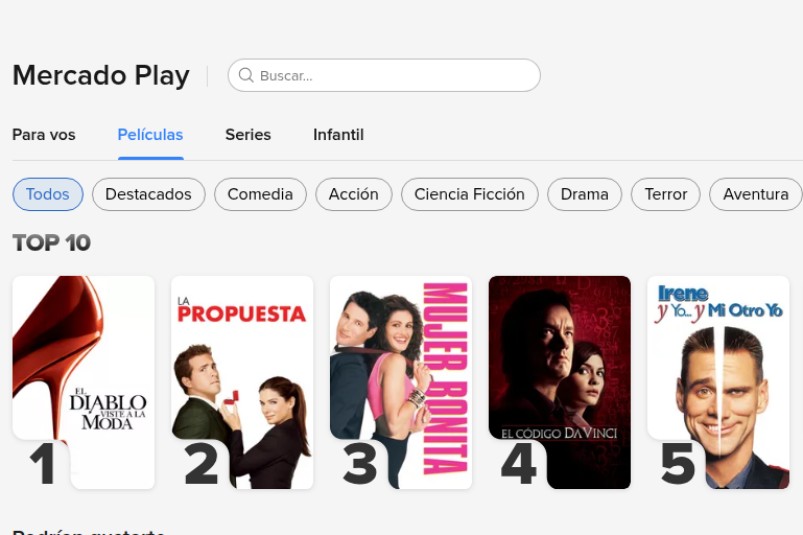 Mercado Play
Buscar...
Para vos Películas Series Infantil
Todos Destacados Comedia Acción Ciencia Ficción Drama Terror Aventura
TOP 10
EL
DIABLO
VISTE A LA
MODA
1
LA
PROPUESTA
2
MUJER BONITA
3
EL CÓDIGO DA VINCI
4
Irene
y Yo... y Mi Otro Yo
5
Podrían gustarte